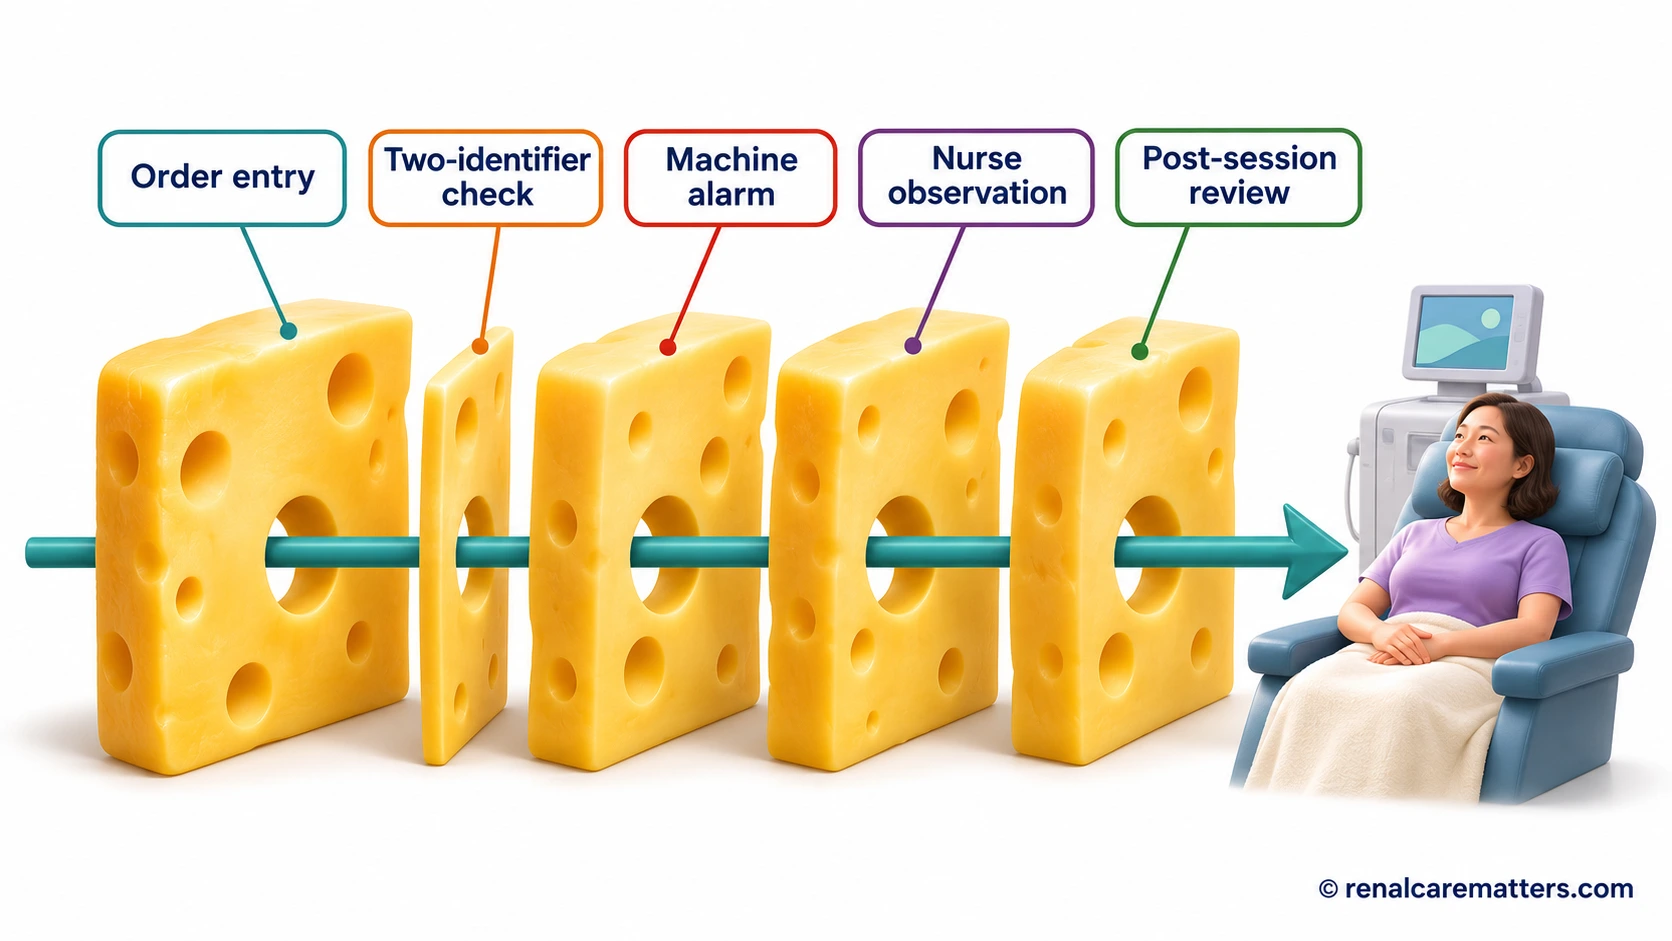 Order entry
Two-identifier
check
Machine
alarm
Nurse
observation
Post-session
review
© renalcarematters.com